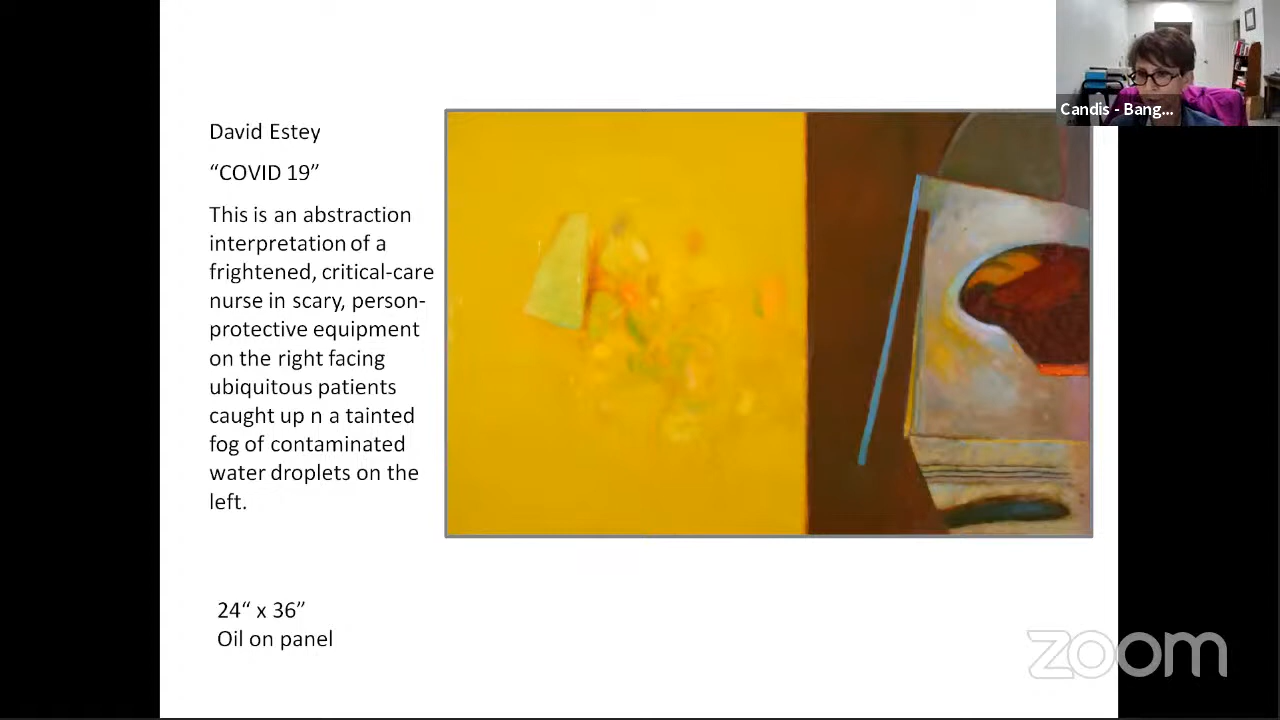 David Estey
“COVID 19”
This is an abstraction
interpretation of a
frightened, critical-care
nurse in scary, person-
protective equipment
on the right facing
ubiquitous patients
caught up n a tainted
fog of contaminated
water droplets on the
left.
24“ x 36”
Oil on panel
Candis - Bang...
zoom